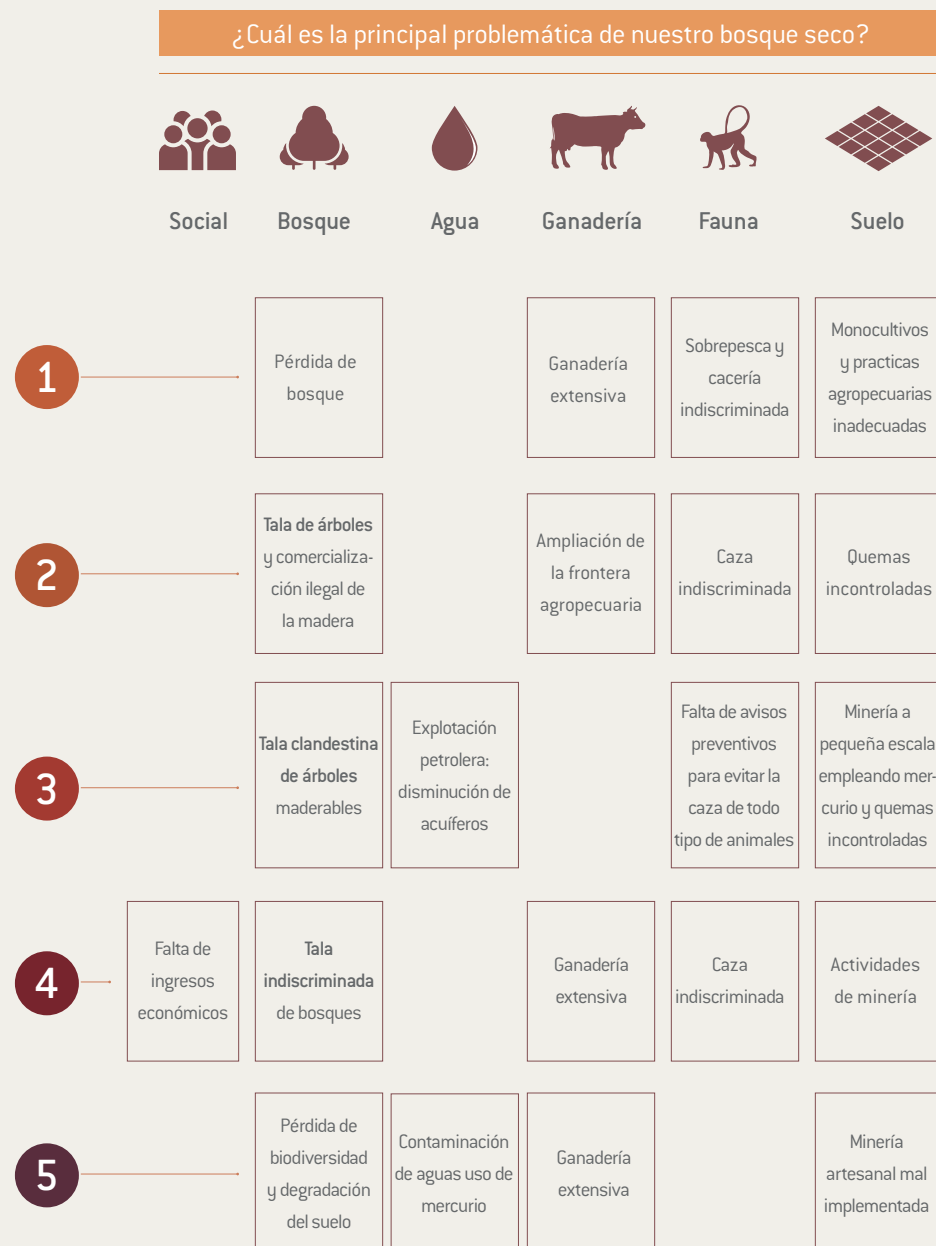 ¿Cuál es la principal problemática de nuestro bosque seco?
Social
Bosque
Agua
Ganadería
Fauna
Suelo
1
Pérdida de
bosque
Ganadería
extensiva
Sobrepesca y
cacería
indiscriminada
Monocultivos
y practicas
agropecuarias
inadecuadas
2
Tala de árboles
y comercializa-
ción ilegal de
la madera
Ampliación de
la frontera
agropecuaria
Caza
indiscriminada
Quemas
incontroladas
3
Tala clandestina
de árboles
maderables
Explotación
petrolera:
disminución de
acuíferos
Falta de avisos
preventivos
para evitar la
caza de todo
tipo de animales
Minería a
pequeña escala
empleando mer-
curio y quemas
incontroladas
4
Falta de
ingresos
económicos
Tala
indiscriminada
de bosques
Ganadería
extensiva
Caza
indiscriminada
Actividades
de minería
5
Pérdida de
biodiversidad
y degradación
del suelo
Contaminación
de aguas uso de
mercurio
Ganadería
extensiva
Minería
artesanal mal
implementada